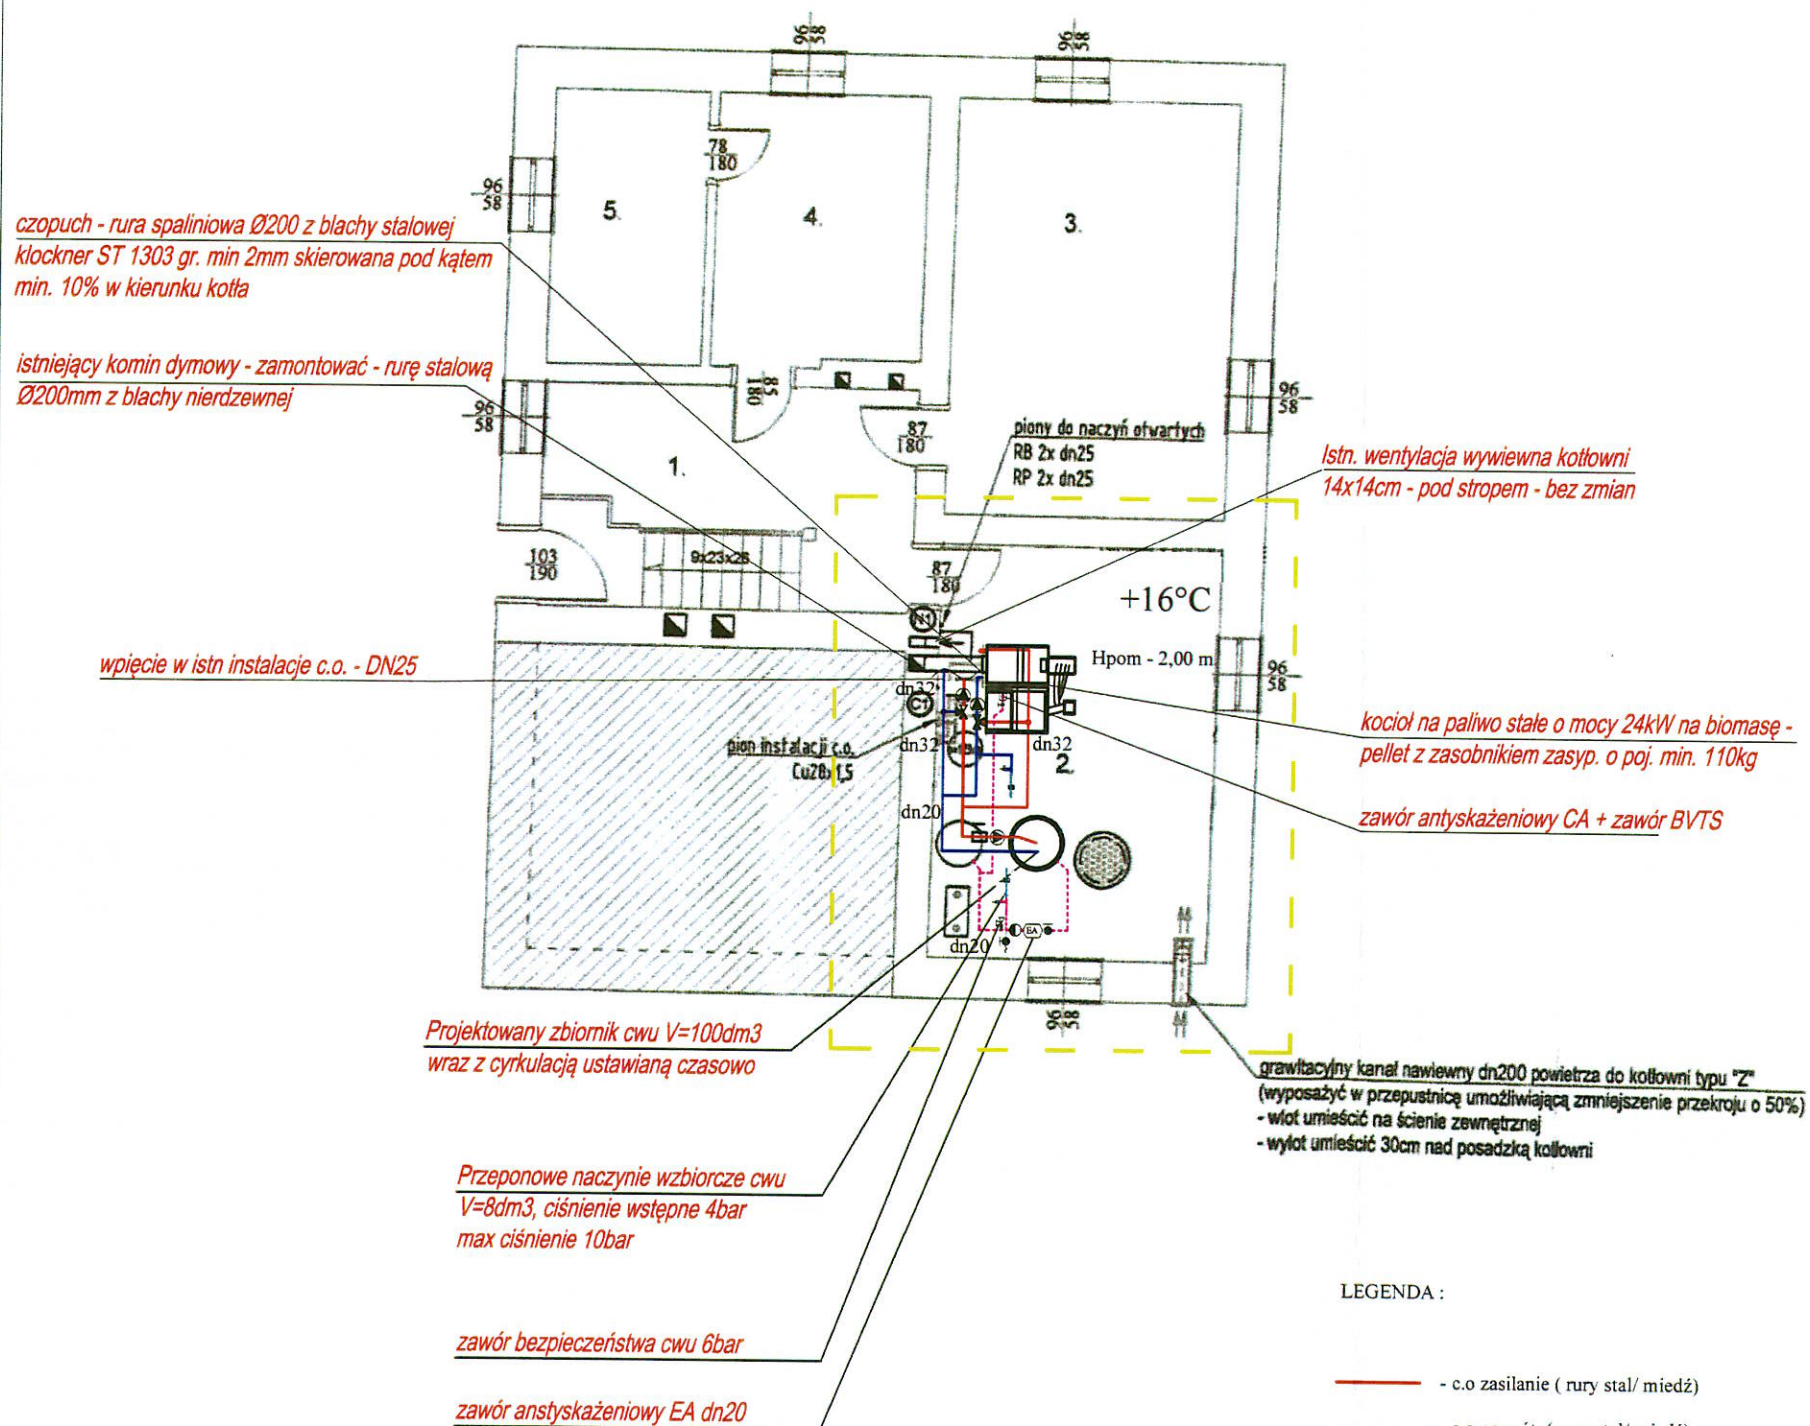 96
58
96
58
78
180
96
58
5.
4.
3.
czopuch - rura spaliniowa Ø200 z blachy stalowej
klockner ST 1303 gr. min 2mm skierowana pod kątem
min. 10% w kierunku kotła
istniejący komin dymowy - zamontować - rurę stalową
Ø200mm z blachy nierdzewnej
96
58
85
180
96
58
87
180
piony do naczyń otwartych
RB 2x dn25
RP 2x dn25
1.
Istn. wentylacja wywiewna kotłowni
14x14cm - pod stropem - bez zmian
103
190
9x23x26
87
180
+16°C
wpięcie w istn instalacje c.o. - DN25
Hpom - 2,00 m
96
58
dn32
C1
kocioł na paliwo stałe o mocy 24kW na biomasę -
pellet z zasobnikiem zasyp. o poj. min. 110kg
pion instalacji c.o.
Cu28x1,5
dn32
dn32
2.
dn20
zawór antyskażeniowy CA + zawór BVTS
EA
dn20
96
58
Projektowany zbiornik cwu V=100dm3
wraz z cyrkulacją ustawianą czasowo
grawitacyjny kanał nawiewny dn200 powietrza do kotłowni typu "Z"
(wyposażyć w przepustnicę umożliwiającą zmniejszenie przekroju o 50%)
- wlot umieścić na ścienie zewnętrznej
- wylot umieścić 30cm nad posadzką kotłowni
Przeponowe naczynie wzbiorcze cwu
V=8dm3, ciśnienie wstępne 4bar
max ciśnienie 10bar
LEGENDA :
zawór bezpieczeństwa cwu 6bar
- c.o zasilanie ( rury stal/ miedź)
zawór anstyskażeniowy EA dn20